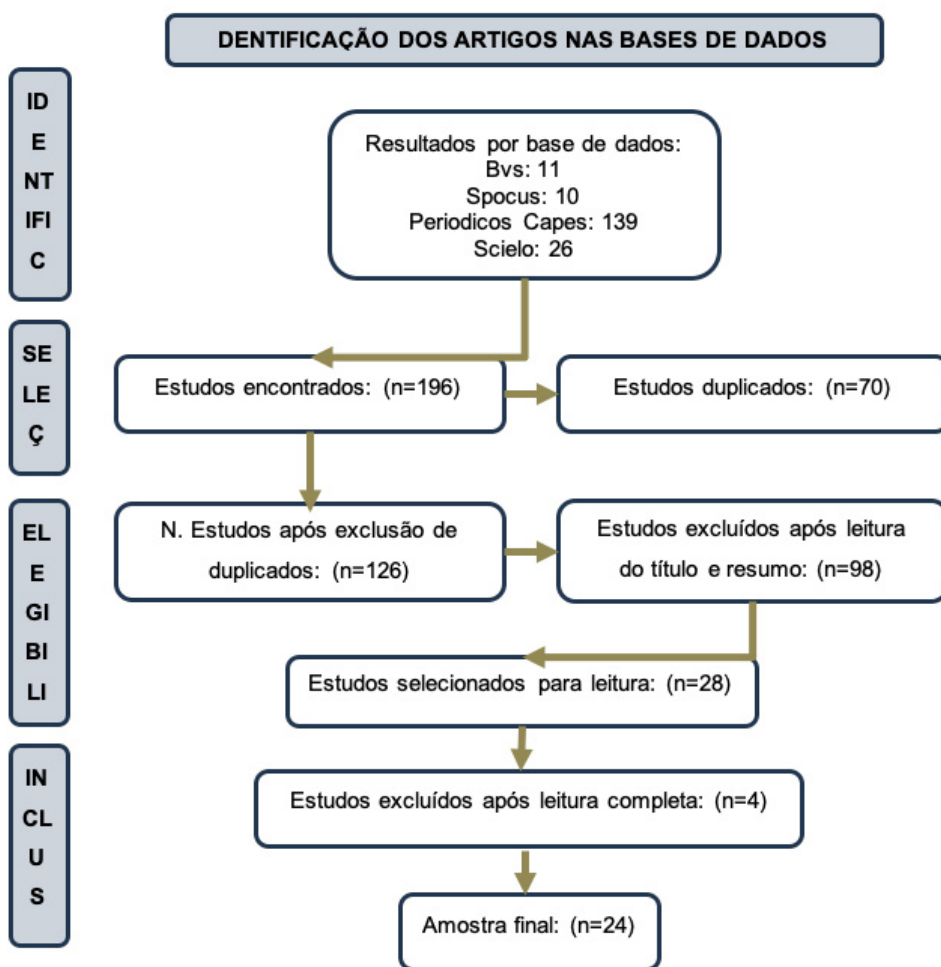 DENTIFICAÇÃO DOS ARTIGOS NAS BASES DE DADOS
ID
E
NT
IFI
C
Resultados por base de dados:
Bvs: 11
Spocus: 10
Periodicos Capes: 139
Scielo: 26
SE
LE
Ç
Estudos encontrados: (n=196)
Estudos duplicados: (n=70)
EL
E
GI
BI
LI
N. Estudos após exclusão de
duplicados: (n=126)
Estudos excluídos após leitura
do título e resumo: (n=98)
Estudos selecionados para leitura: (n=28)
IN
CL
U
S
Estudos excluídos após leitura completa: (n=4)
Amostra final: (n=24)